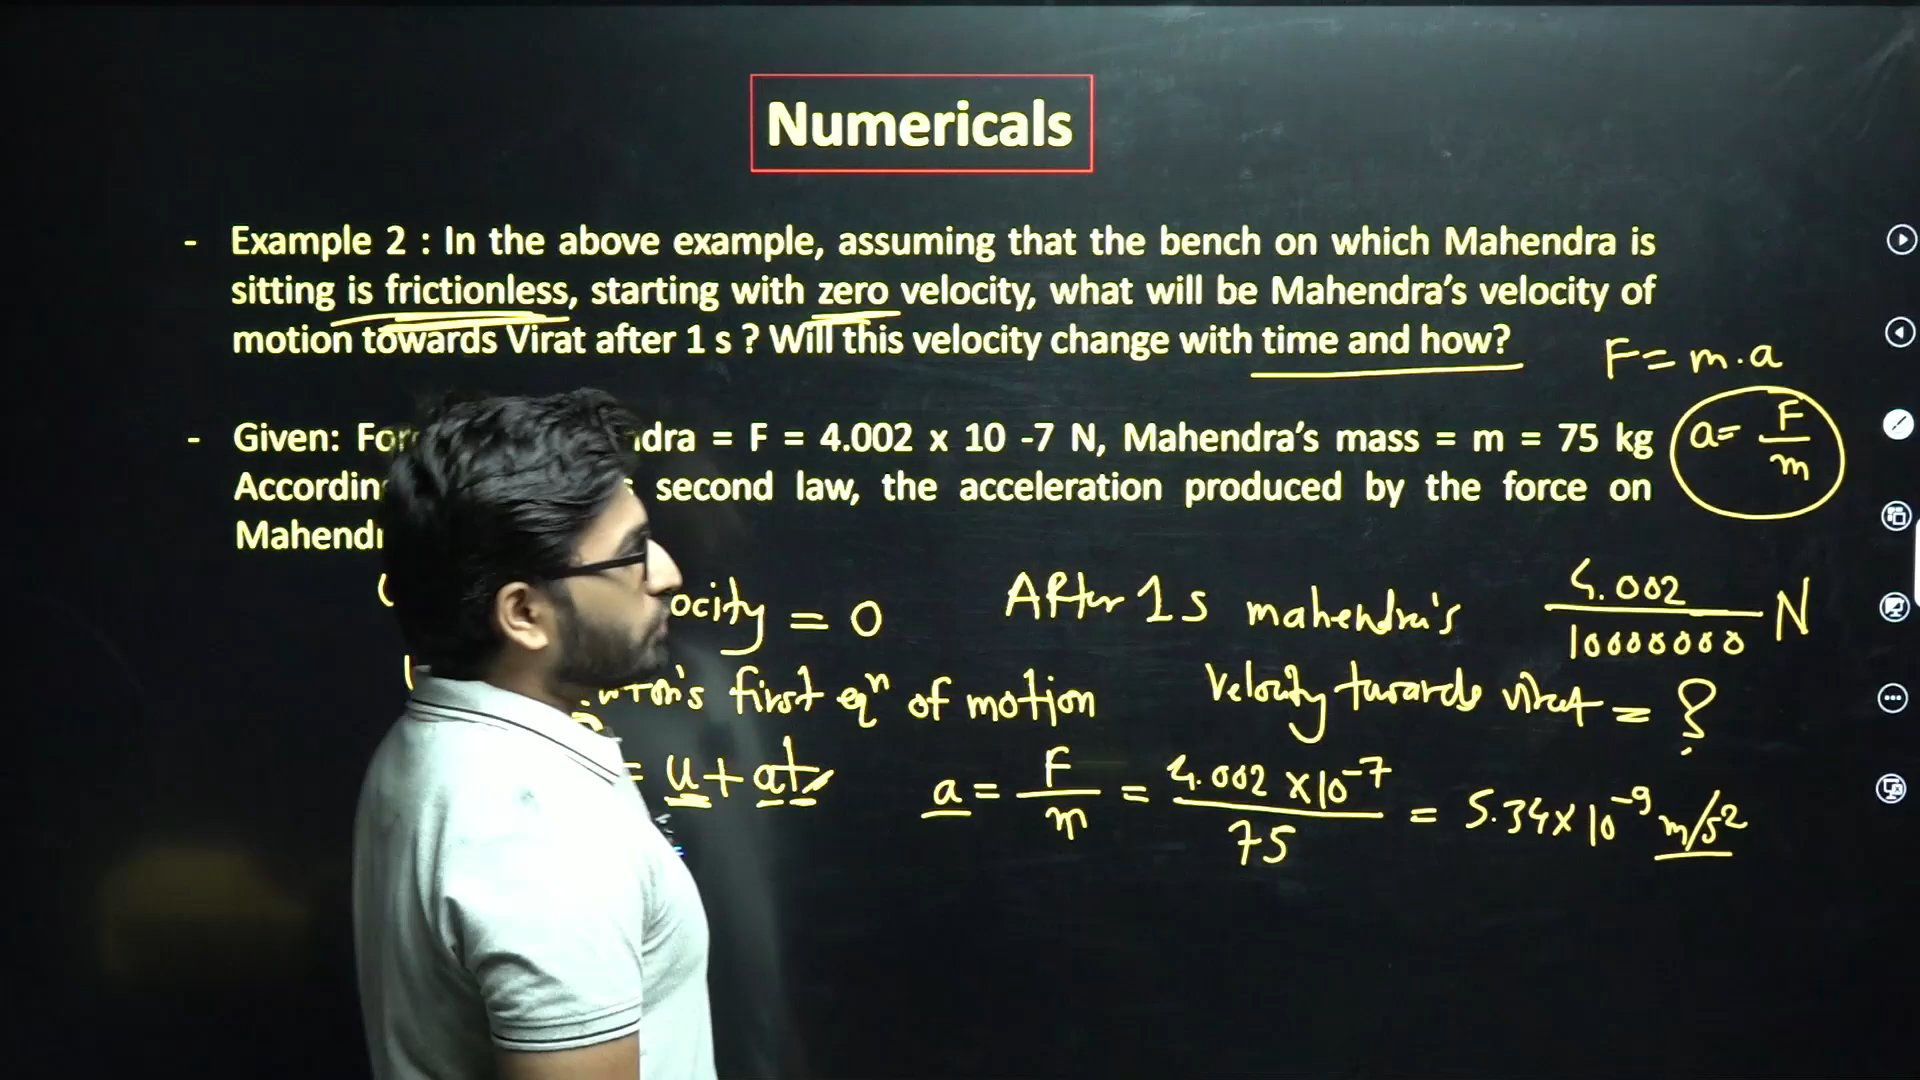 Numericals
- Example 2 : In the above example, assuming that the bench on which Mahendra is
sitting is frictionless, starting with zero velocity, what will be Mahendra's velocity of
motion towards Virat after 1 s ? Will this velocity change with time and how?
F = m.a
a = F/m
- Given: For dra = F = 4.002 x 10 -7 N, Mahendra's mass = m = 75 kg
Accordin second law, the acceleration produced by the force on
Mahendr
ocity = 0
After 1s mahendra's
4.002/10000000 N
first eqⁿ of motion
Velocity towards virat = ?
= u + at
a = F/m = 4.002 x 10⁻⁷/75 = 5.34 x 10⁻⁹ m/s²